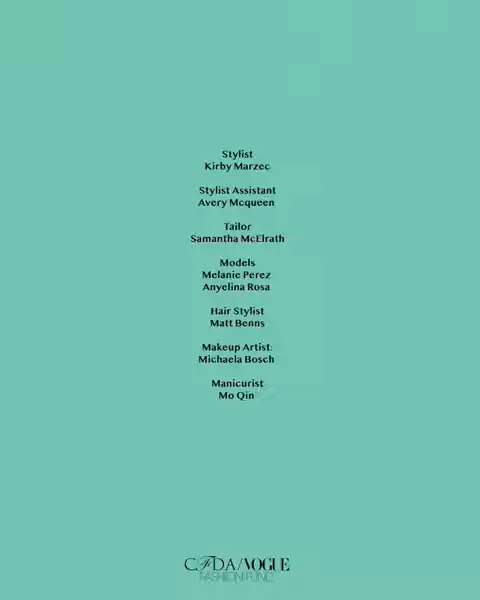 Stylist
Kirby Marzec
Stylist Assistant
Avery Mcqueen
Tailor
Samantha McElrath
Models
Melanie Perez
Anyelina Rosa
Hair Stylist
Matt Benns
Makeup Artist:
Michaela Bosch
Manicurist
Mo Qin
CFDA/VOGUE
FASHION FUND